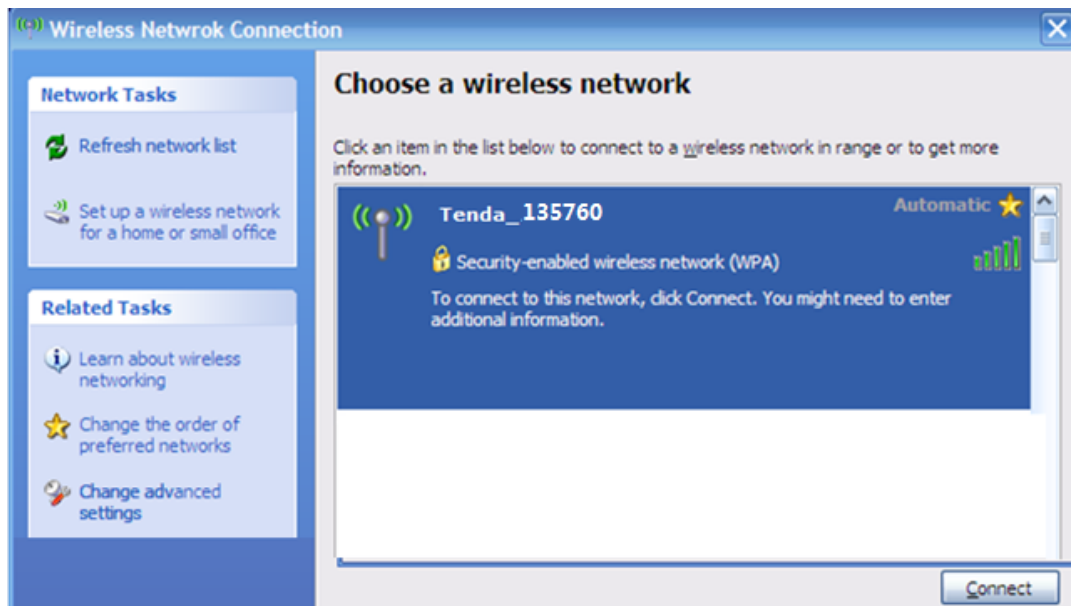 Wireless Netwrok Connection
Network Tasks
Refresh network list
Set up a wireless network
for a home or small office
Related Tasks
Learn about wireless
networking
Change the order of
preferred networks
Change advanced
settings
Choose a wireless network
Click an item in the list below to connect to a wireless network in range or to get more
information.
Tenda_135760
Automatic
Security-enabled wireless network (WPA)
To connect to this network, click Connect. You might need to enter
additional information.
Connect